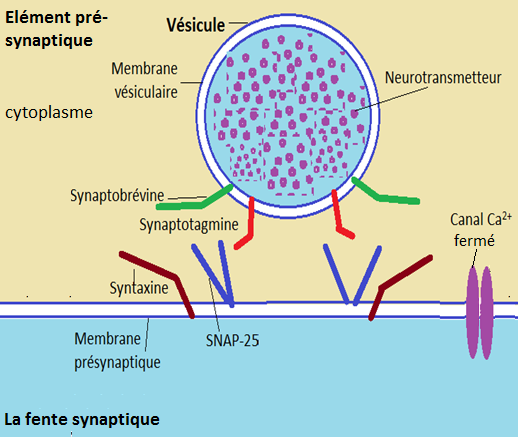 Elément pré-
synaptique
Vésicule
Membrane
vésiculaire
Neurotransmetteur
cytoplasme
Synaptobrévine
Synaptotagmine
Canal Ca²⁺
fermé
Syntaxine
SNAP-25
Membrane
présynaptique
La fente synaptique